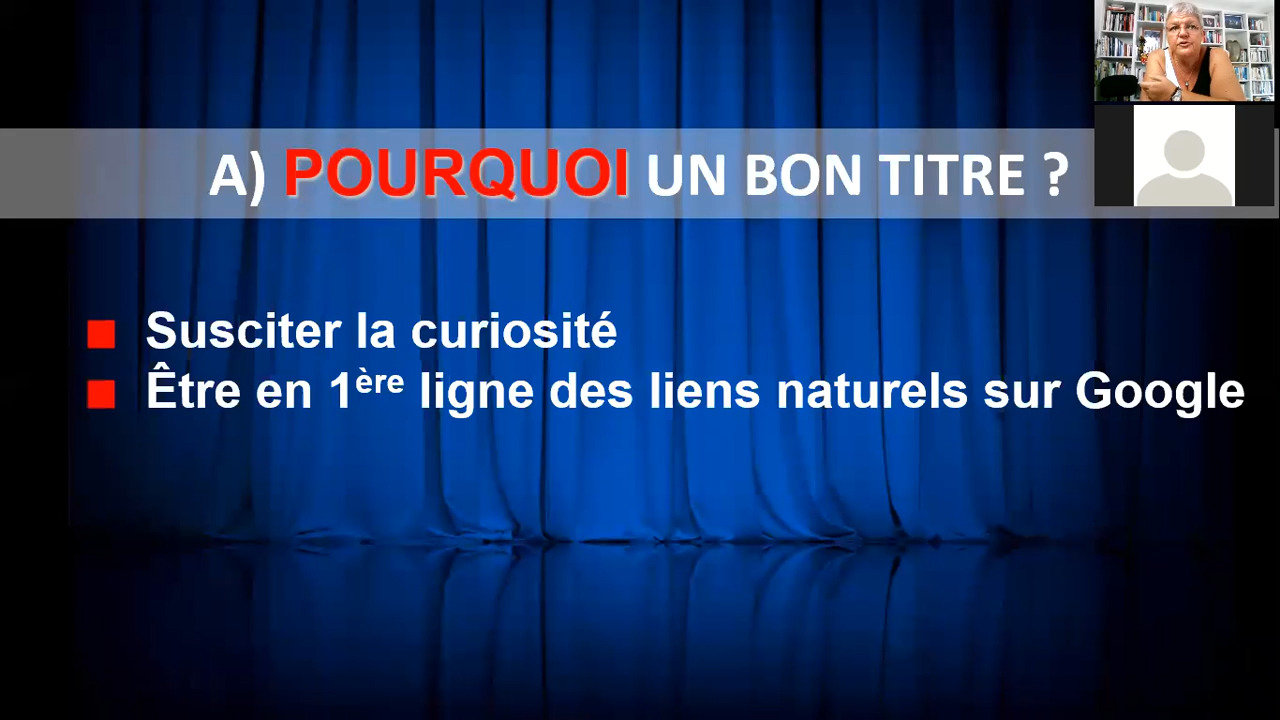 A) POURQUOI UN BON TITRE ?
Susciter la curiosité
Être en 1ère ligne des liens naturels sur Google